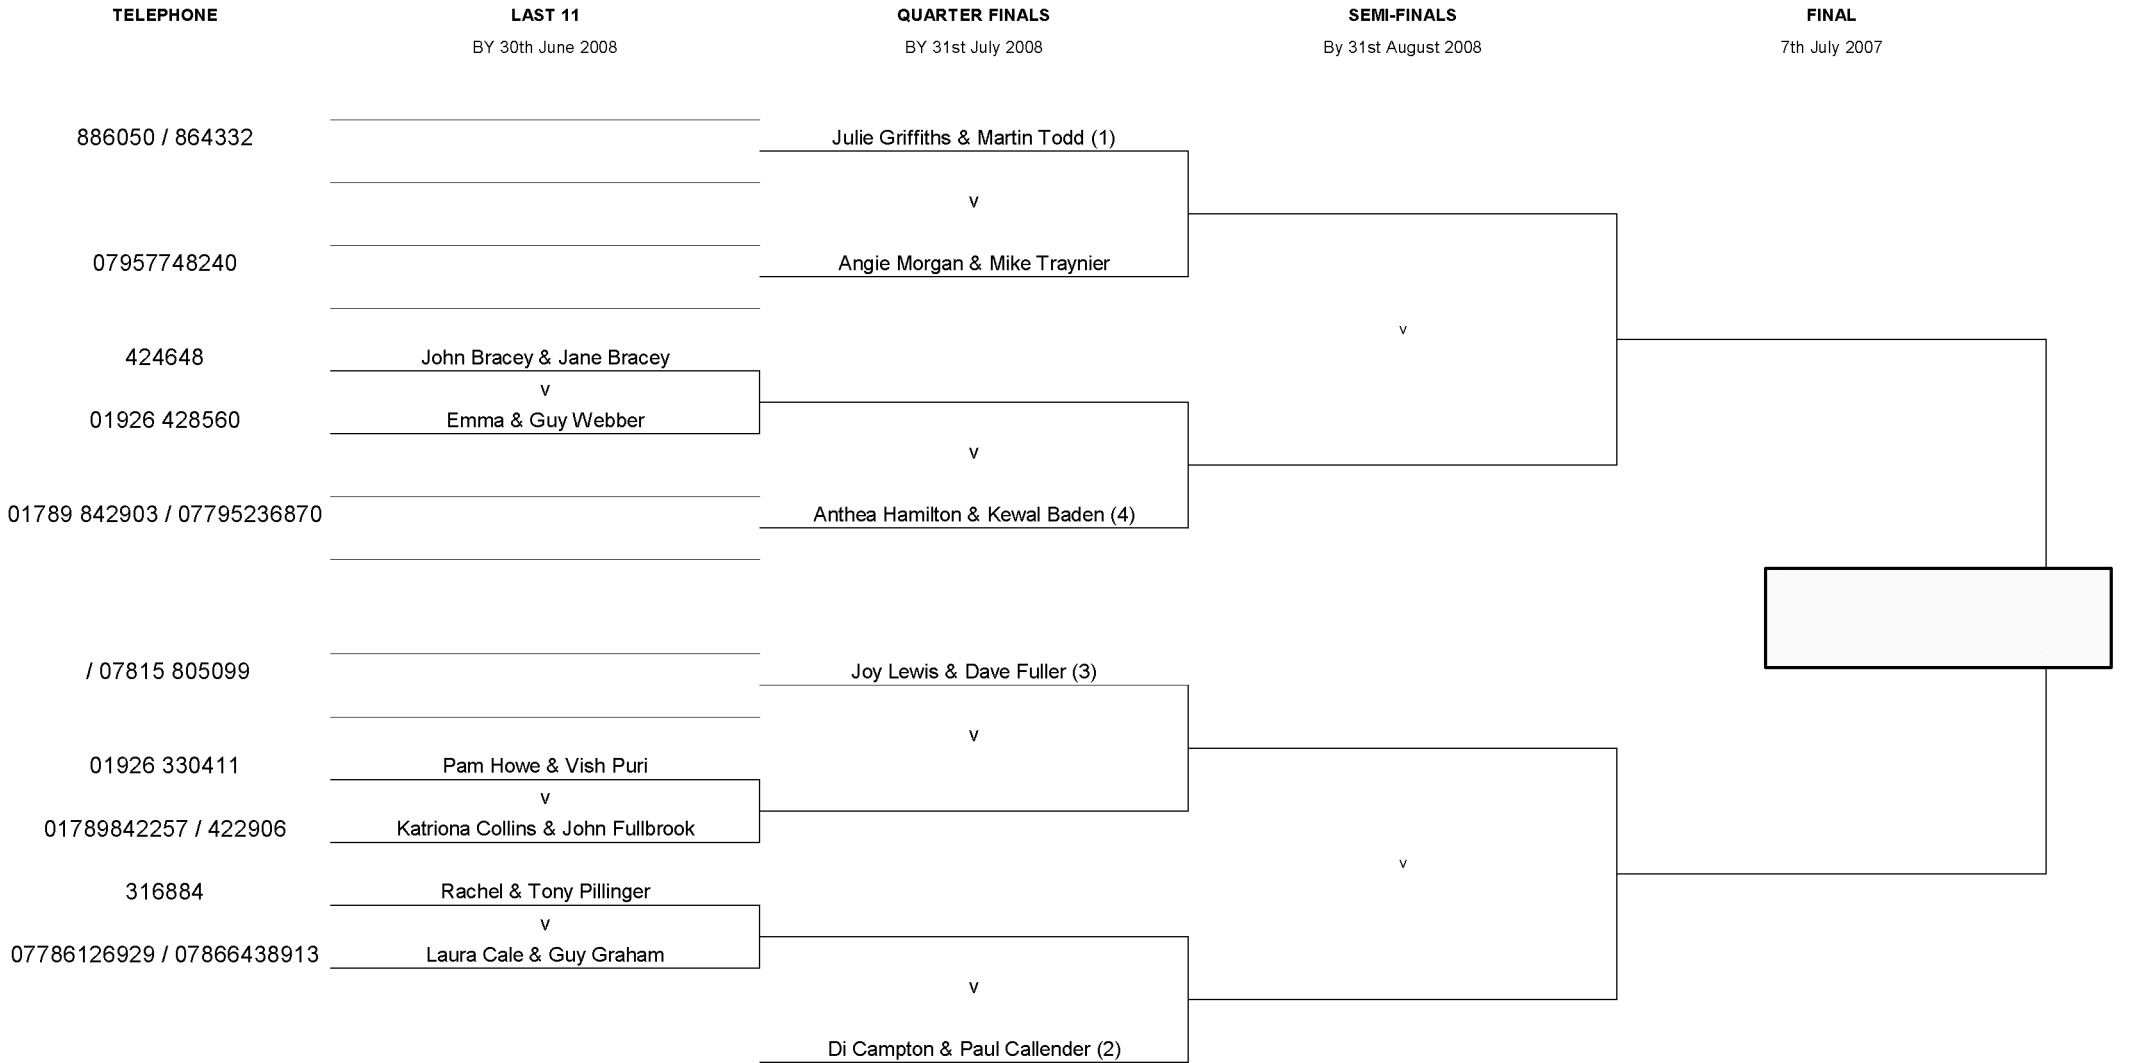 TELEPHONE LAST 11 QUARTER FINALS SEMI-FINALS FINAL
BY 30th June 2008 BY 31st July 2008 By 31st August 2008 7th July 2007
886050 / 864332 Julie Griffiths & Martin Todd (1)
v
07957748240 Angie Morgan & Mike Traynier
v
424648 John Bracey & Jane Bracey
v
01926 428560 Emma & Guy Webber
v
01789 842903 / 07795236870 Anthea Hamilton & Kewal Baden (4)
/ 07815 805099 Joy Lewis & Dave Fuller (3)
v
01926 330411 Pam Howe & Vish Puri
v
01789842257 / 422906 Katriona Collins & John Fullbrook
v
316884 Rachel & Tony Pillinger
v
07786126929 / 07866438913 Laura Cale & Guy Graham
v
Di Campton & Paul Callender (2)